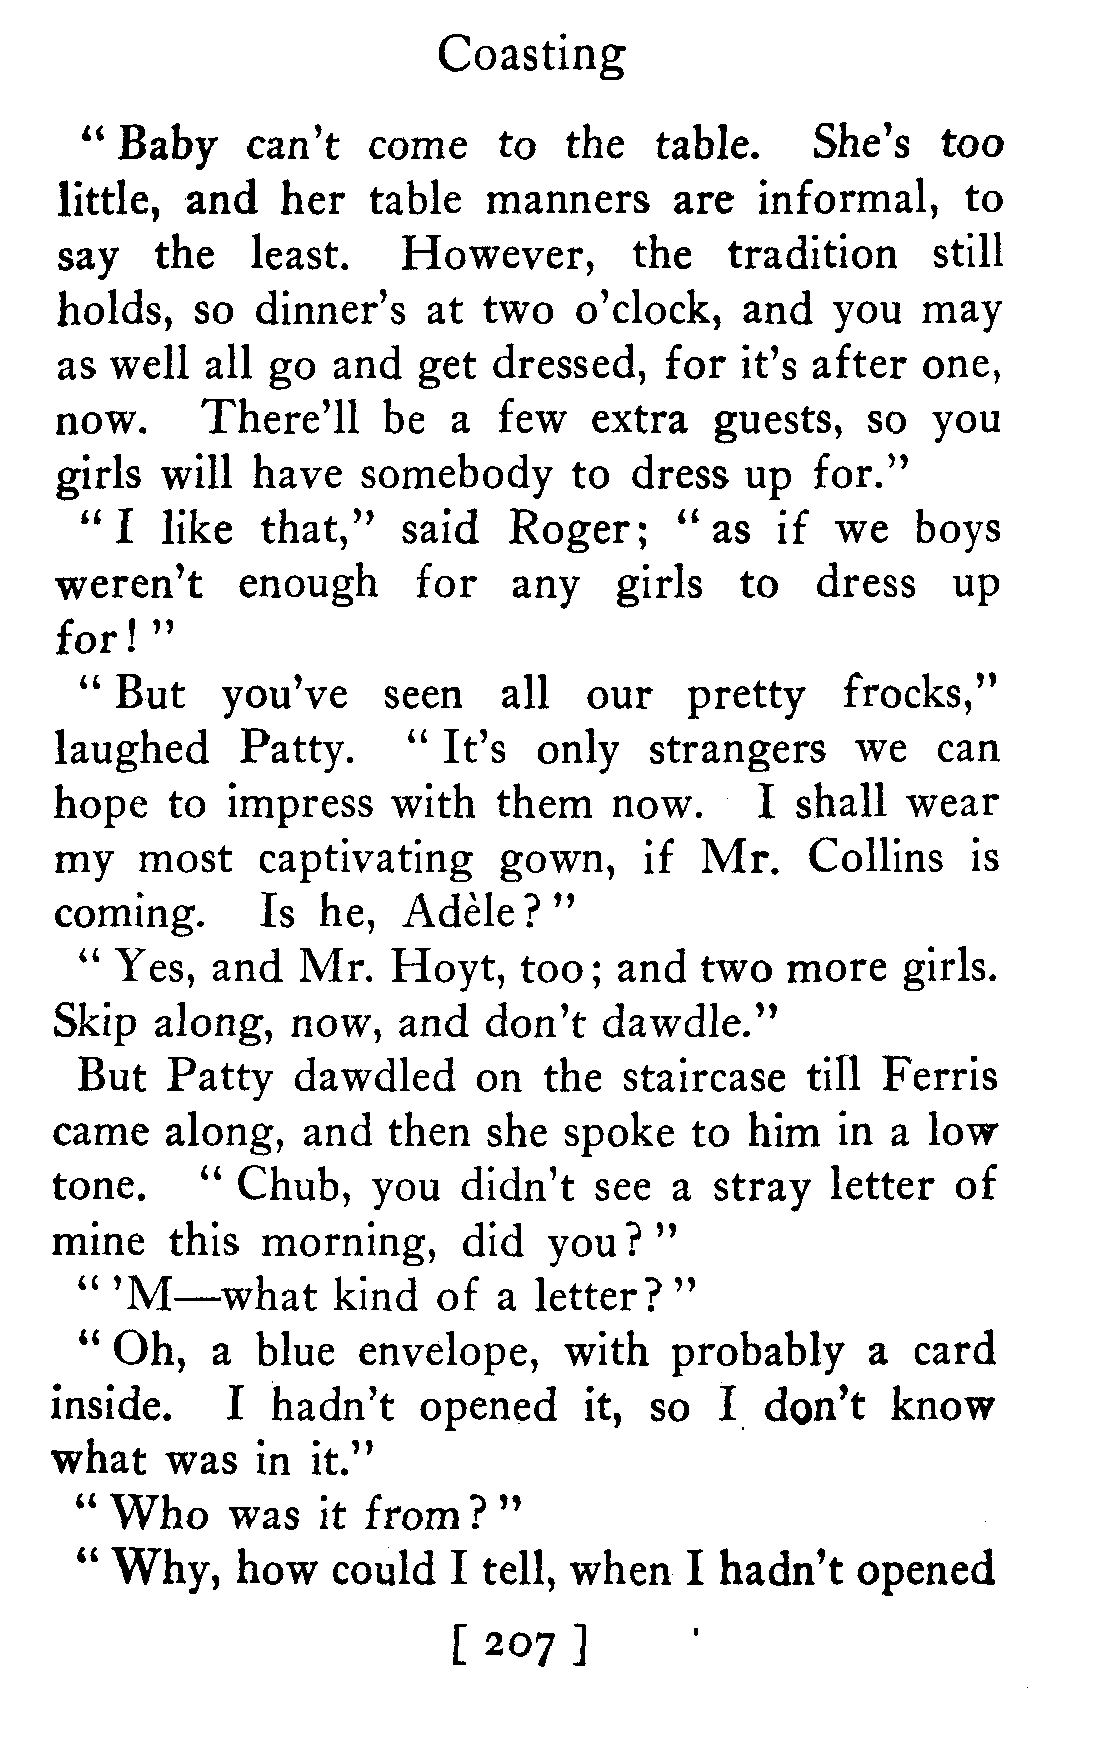 Coasting
“ Baby can't come to the table. She's too
little, and her table manners are informal, to
say the least. However, the tradition still
holds, so dinner's at two o'clock, and you may
as well all go and get dressed, for it's after one,
now. There'll be a few extra guests, so you
girls will have somebody to dress up for.”
“ I like that,” said Roger; “ as if we boys
weren't enough for any girls to dress up
for! ”
“ But you've seen all our pretty frocks,”
laughed Patty. “ It's only strangers we can
hope to impress with them now. I shall wear
my most captivating gown, if Mr. Collins is
coming. Is he, Adèle? ”
“ Yes, and Mr. Hoyt, too; and two more girls.
Skip along, now, and don't dawdle.”
But Patty dawdled on the staircase till Ferris
came along, and then she spoke to him in a low
tone. “ Chub, you didn't see a stray letter of
mine this morning, did you? ”
“ 'M—what kind of a letter? ”
“ Oh, a blue envelope, with probably a card
inside. I hadn't opened it, so I don't know
what was in it.”
“ Who was it from? ”
“ Why, how could I tell, when I hadn't opened
[ 207 ]